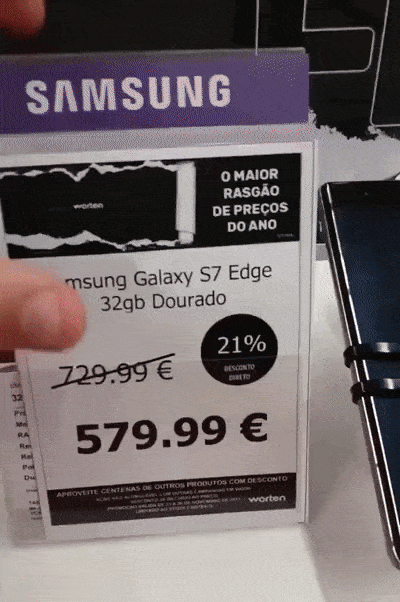 SAMSUNG
worten
O MAIOR
RASGÃO
DE PREÇOS
DO ANO
msung Galaxy S7 Edge
32gb Dourado
21%
DESCONTO
DIRETO
729.99 €
579.99 €
APROVEITE CENTENAS DE OUTROS PRODUTOS COM DESCONTO
worten